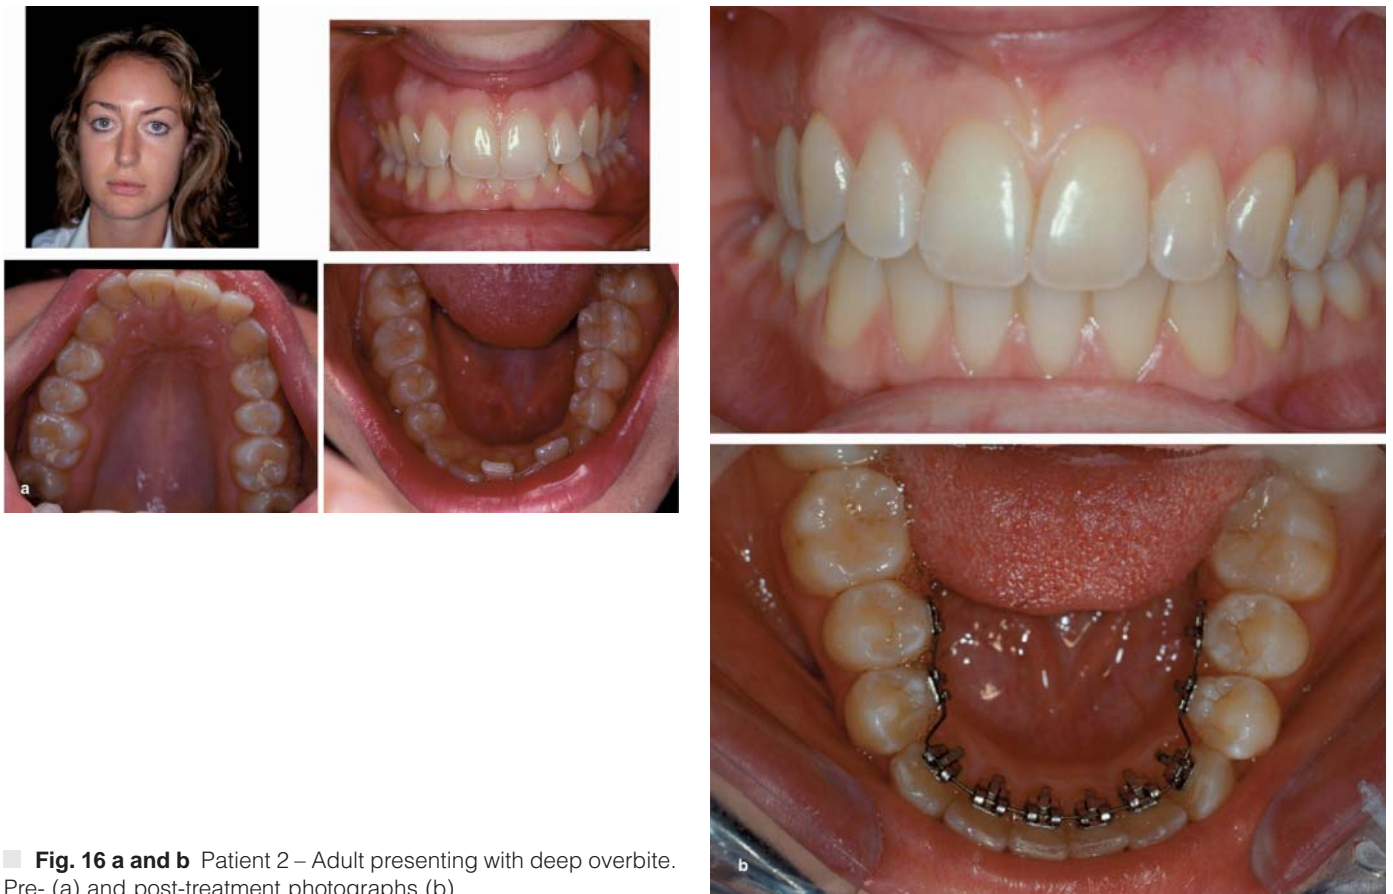 a
a
b
Fig. 16 a and b Patient 2 – Adult presenting with deep overbite.
Pre- (a) and post-treatment photographs (b)